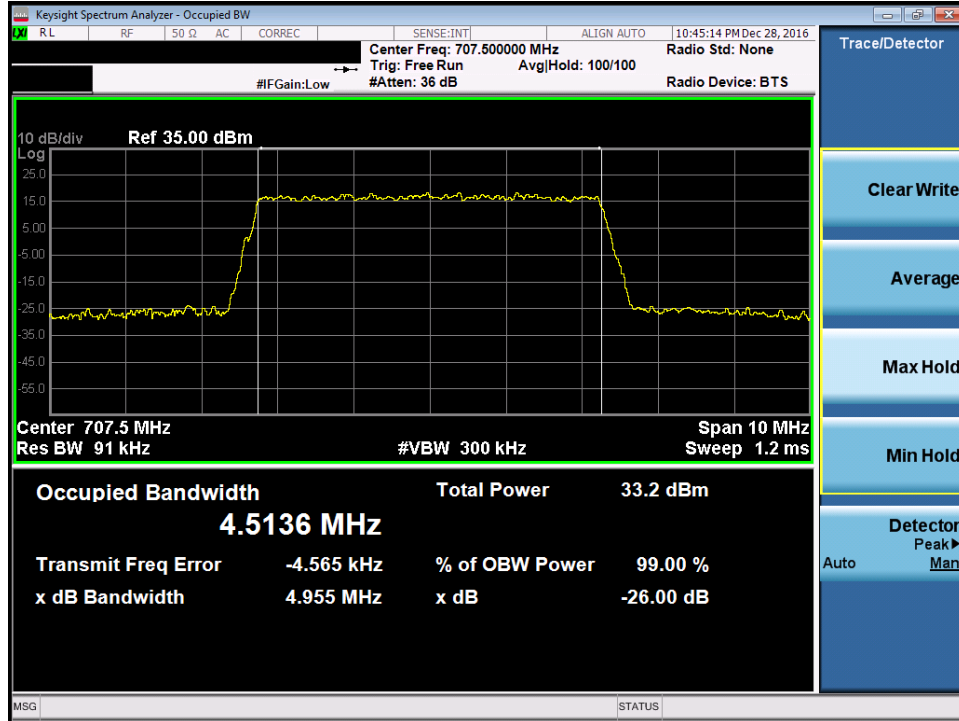 Keysight Spectrum Analyzer - Occupied BW
LXI RL RF 50 Ω AC CORREC SENSE:INT ALIGN AUTO 10:45:14 PM Dec 28, 2016
Center Freq: 707.500000 MHz Radio Std: None
Trig: Free Run Avg|Hold: 100/100
#IFGain:Low #Atten: 36 dB Radio Device: BTS
10 dB/div Ref 35.00 dBm
Log
25.0
15.0
5.00
-5.00
-15.0
-25.0
-35.0
-45.0
-55.0
Center 707.5 MHz Span 10 MHz
Res BW 91 kHz #VBW 300 kHz Sweep 1.2 ms
Occupied Bandwidth Total Power 33.2 dBm
4.5136 MHz
Transmit Freq Error -4.565 kHz % of OBW Power 99.00 %
x dB Bandwidth 4.955 MHz x dB -26.00 dB
MSG STATUS
Trace/Detector
Clear Write
Average
Max Hold
Min Hold
Detector
Peak▶
Auto Man